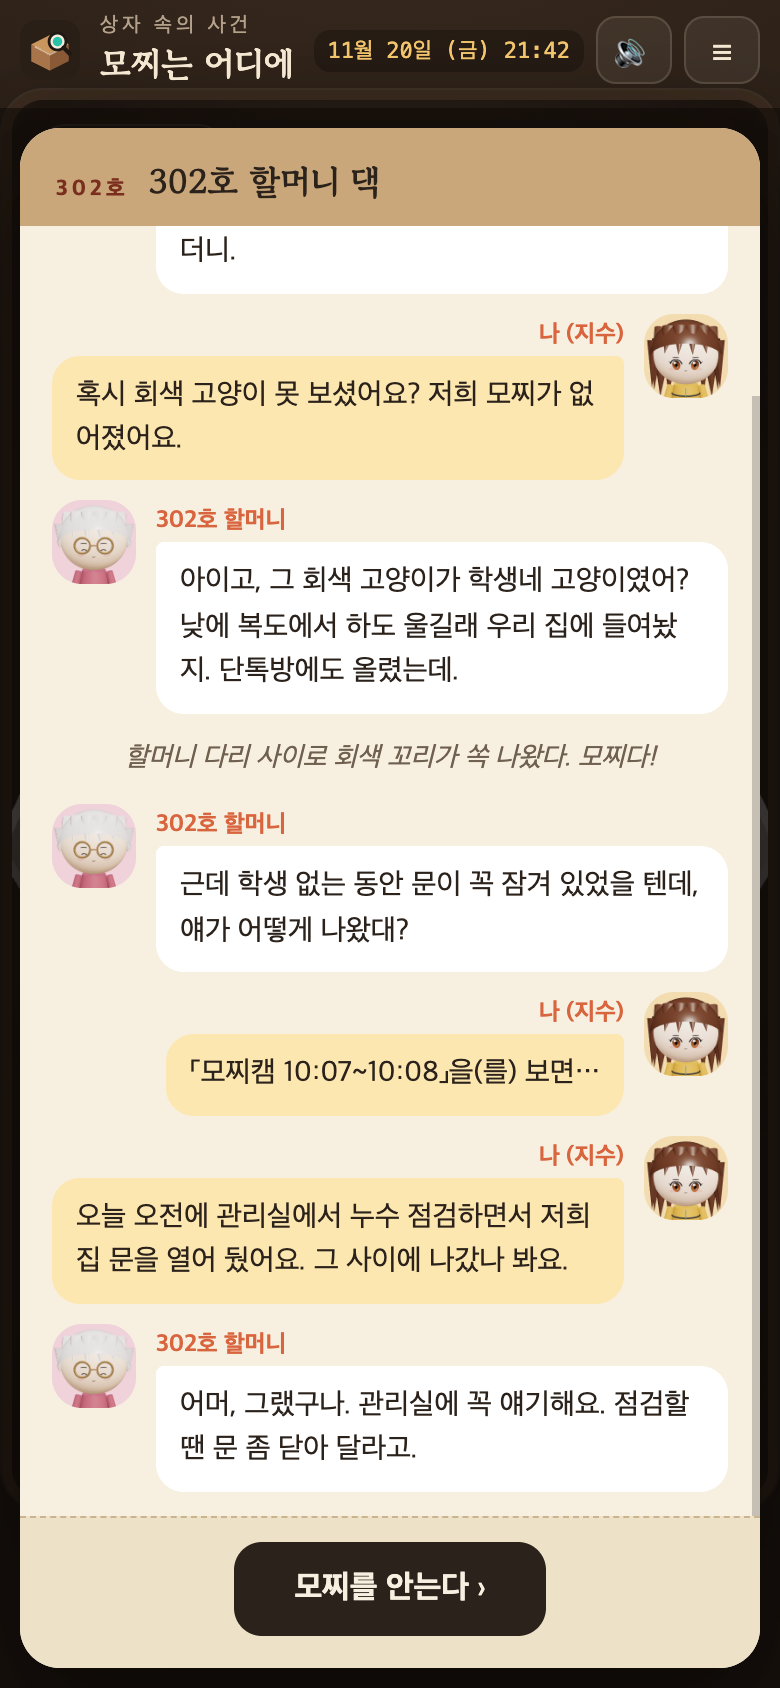 상자 속의 사건
모찌는 어디에
11월 20일 (금) 21:42
302호 302호 할머니 댁
더니.
나 (지수)
혹시 회색 고양이 못 보셨어요? 저희 모찌가 없
어졌어요.
302호 할머니
아이고, 그 회색 고양이가 학생네 고양이였어?
낮에 복도에서 하도 울길래 우리 집에 들여놨
지. 단톡방에도 올렸는데.
할머니 다리 사이로 회색 꼬리가 쏙 나왔다. 모찌다!
302호 할머니
근데 학생 없는 동안 문이 꼭 잠겨 있었을 텐데,
얘가 어떻게 나왔대?
나 (지수)
「모찌캠 10:07~10:08」을(를) 보면…
나 (지수)
오늘 오전에 관리실에서 누수 점검하면서 저희
집 문을 열어 뒀어요. 그 사이에 나갔나 봐요.
302호 할머니
어머, 그랬구나. 관리실에 꼭 얘기해요. 점검할
땐 문 좀 닫아 달라고.
모찌를 안는다 ›